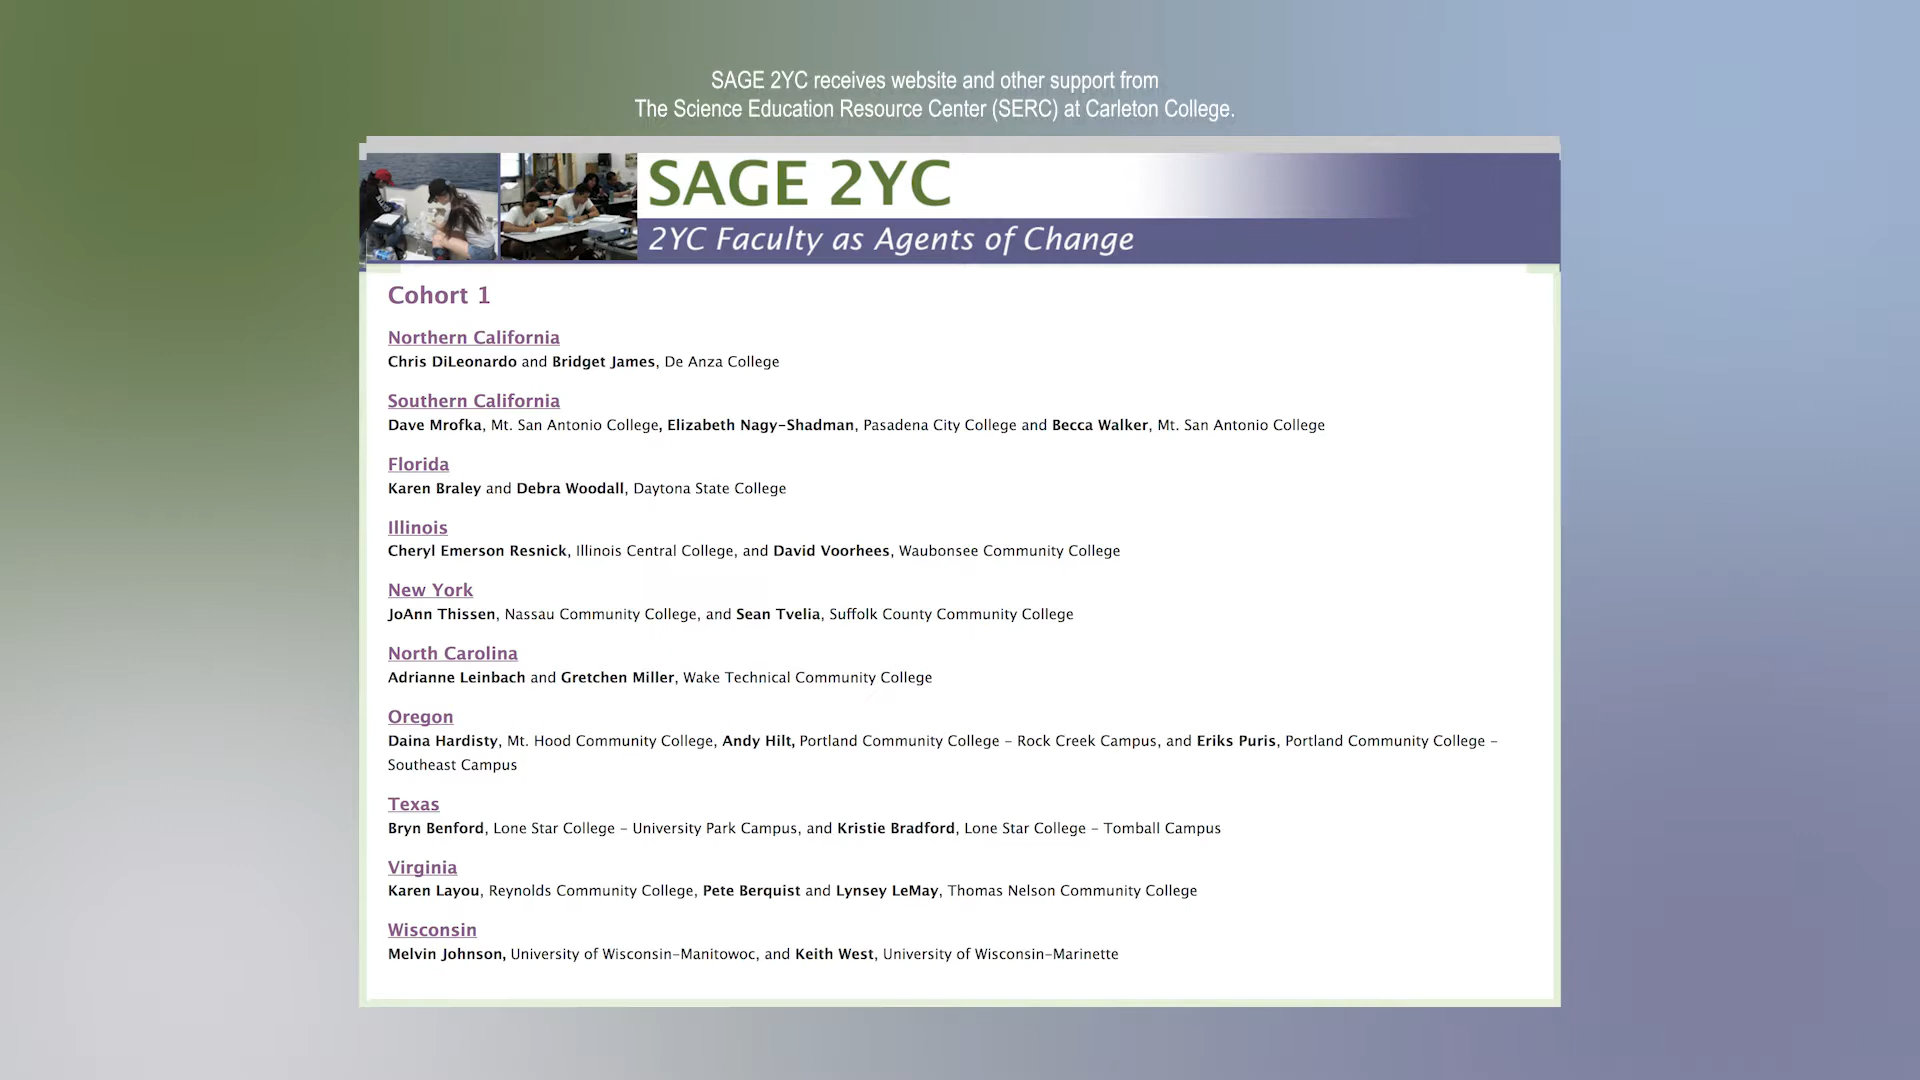 SAGE 2YC receives website and other support from
The Science Education Resource Center (SERC) at Carleton College.
SAGE 2YC
2YC Faculty as Agents of Change
Cohort 1
Northern California
Chris DiLeonardo and Bridget James, De Anza College
Southern California
Dave Mrofka, Mt. San Antonio College, Elizabeth Nagy-Shadman, Pasadena City College and Becca Walker, Mt. San Antonio College
Florida
Karen Braley and Debra Woodall, Daytona State College
Illinois
Cheryl Emerson Resnick, Illinois Central College, and David Voorhees, Waubonsee Community College
New York
JoAnn Thissen, Nassau Community College, and Sean Tvelia, Suffolk County Community College
North Carolina
Adrianne Leinbach and Gretchen Miller, Wake Technical Community College
Oregon
Daina Hardisty, Mt. Hood Community College, Andy Hilt, Portland Community College – Rock Creek Campus, and Eriks Puris, Portland Community College –
Southeast Campus
Texas
Bryn Benford, Lone Star College – University Park Campus, and Kristie Bradford, Lone Star College – Tomball Campus
Virginia
Karen Layou, Reynolds Community College, Pete Berquist and Lynsey LeMay, Thomas Nelson Community College
Wisconsin
Melvin Johnson, University of Wisconsin-Manitowoc, and Keith West, University of Wisconsin-Marinette